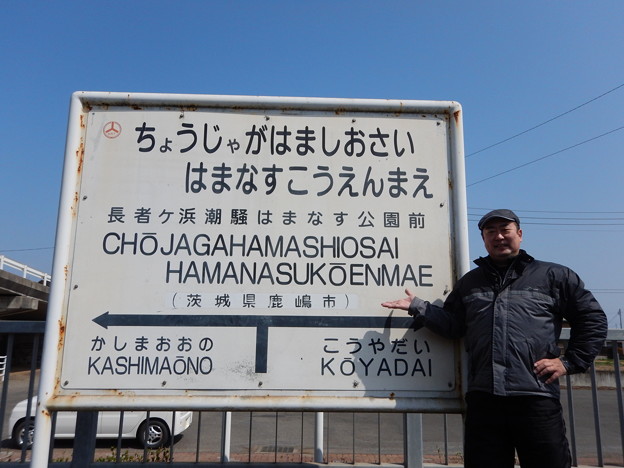 ちょうじゃがはましおさい
はまなすこうえんまえ
長者ケ浜潮騒はまなす公園前
CHŌJAGAHAMASHIOSAI
HAMANASUKŌENMAE
（茨城県鹿嶋市）
かしまおおの
KASHIMAŌNO
こうやだい
KŌYADAI